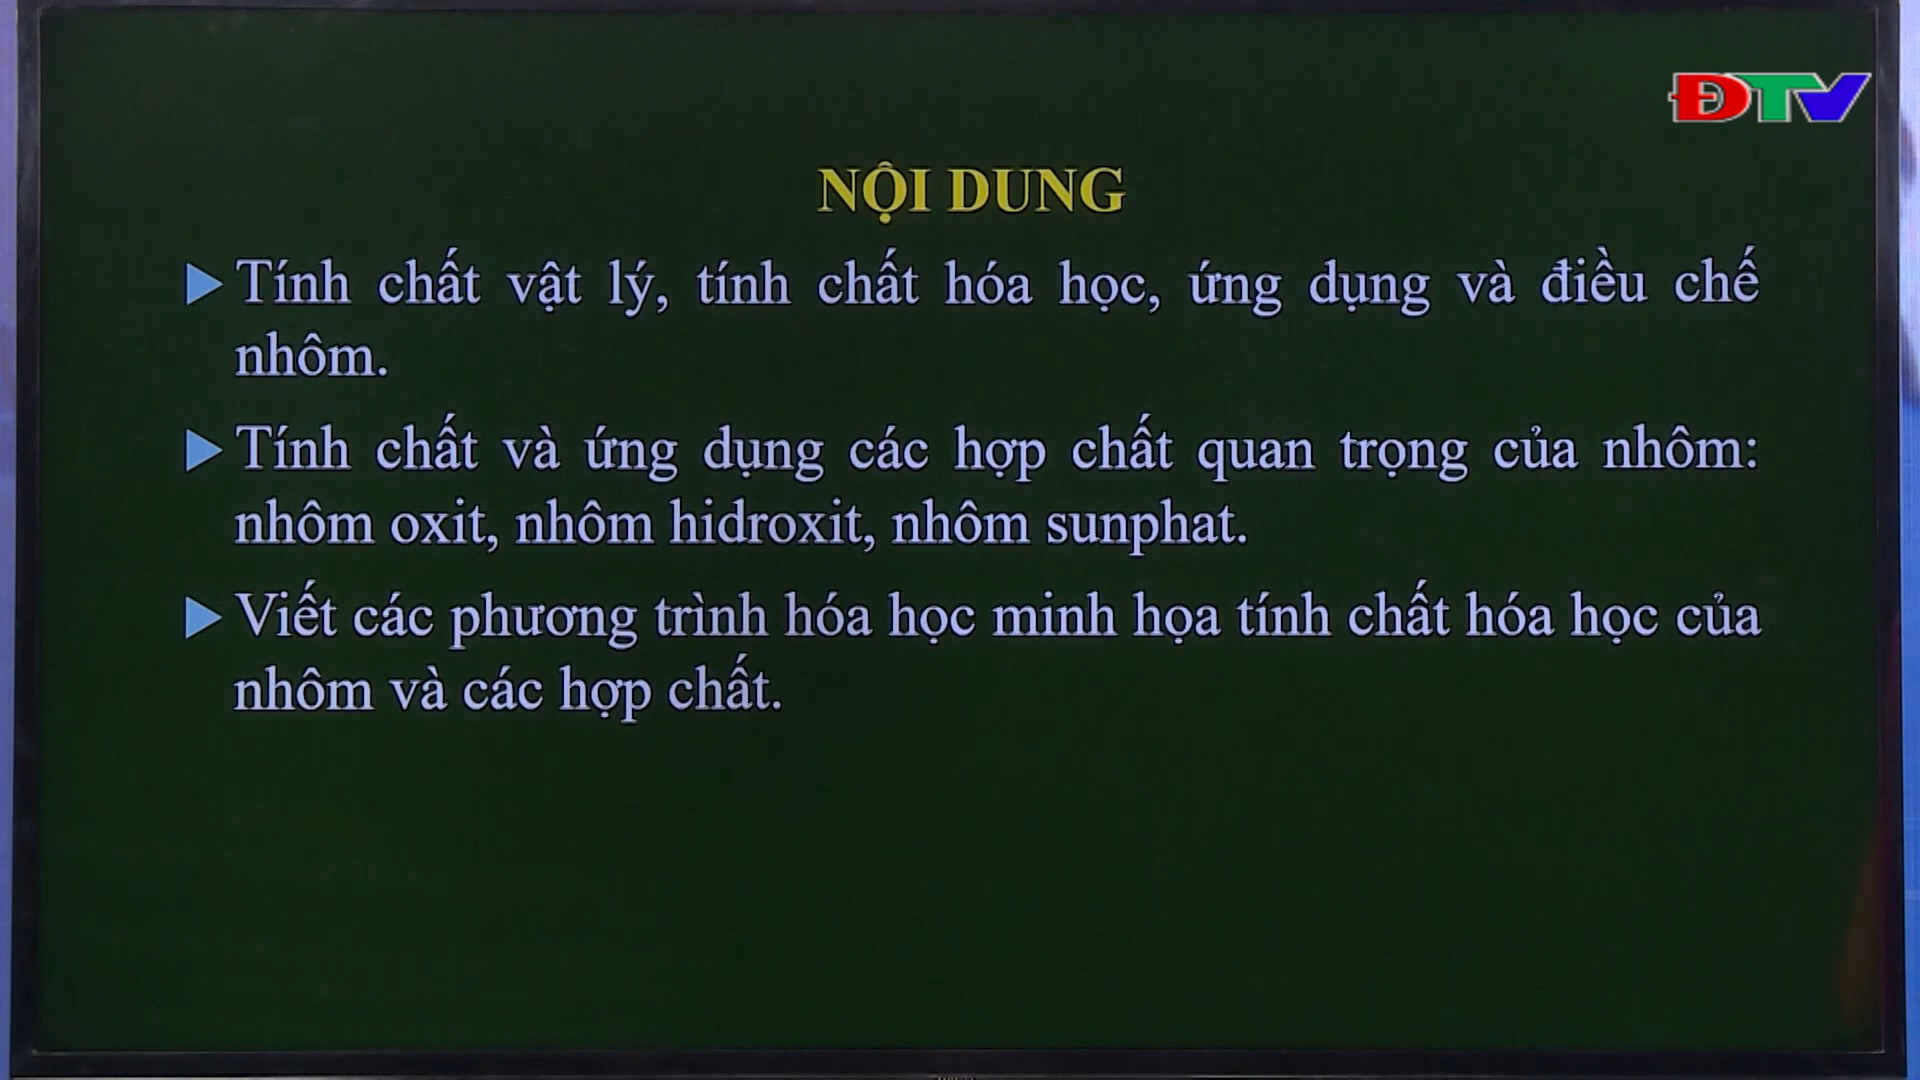 ĐTV
NỘI DUNG
Tính chất vật lý, tính chất hóa học, ứng dụng và điều chế
nhôm.
Tính chất và ứng dụng các hợp chất quan trọng của nhôm:
nhôm oxit, nhôm hidroxit, nhôm sunphat.
Viết các phương trình hóa học minh họa tính chất hóa học của
nhôm và các hợp chất.